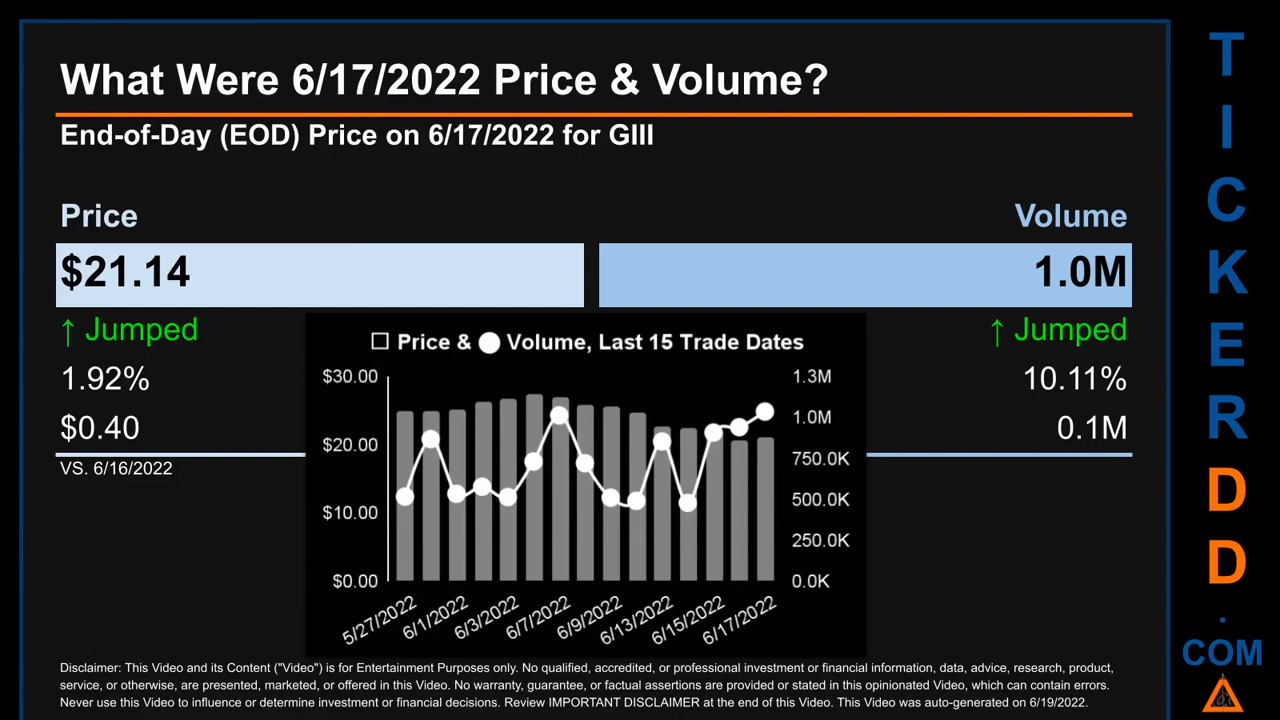 What Were 6/17/2022 Price & Volume?
End-of-Day (EOD) Price on 6/17/2022 for GIII
Price
Volume
$21.14
1.0M
↑ Jumped
↑ Jumped
1.92%
10.11%
$0.40
0.1M
VS. 6/16/2022
Price & Volume, Last 15 Trade Dates
$30.00
$20.00
$10.00
$0.00
1.3M
1.0M
750.0K
500.0K
250.0K
0.0K
5/27/2022
6/1/2022
6/3/2022
6/7/2022
6/9/2022
6/13/2022
6/15/2022
6/17/2022
Disclaimer: This Video and its Content ("Video") is for Entertainment Purposes only. No qualified, accredited, or professional investment or financial information, data, advice, research, product,
service, or otherwise, are presented, marketed, or offered in this Video. No warranty, guarantee, or factual assertions are provided or stated in this opinionated Video, which can contain errors.
Never use this Video to influence or determine investment or financial decisions. Review IMPORTANT DISCLAIMER at the end of this Video. This Video was auto-generated on 6/19/2022.
TICKERDD
.
COM